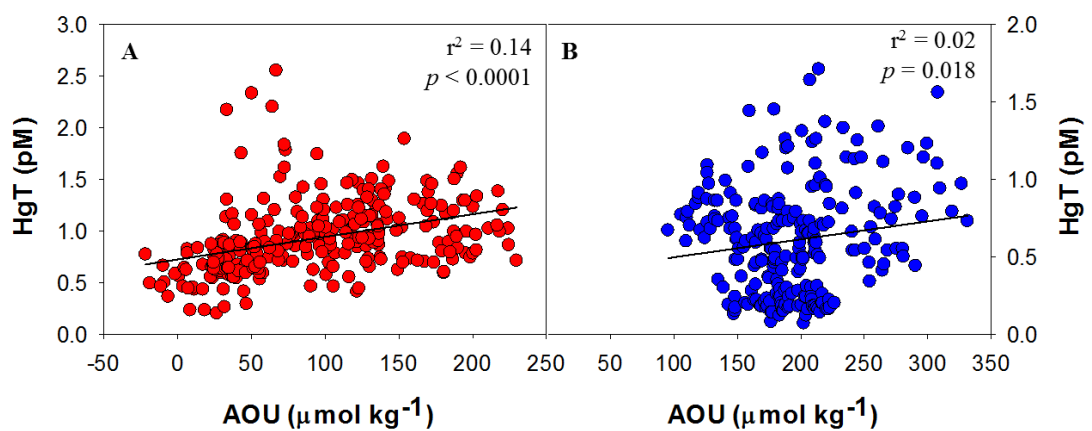 A
r² = 0.14
p < 0.0001
HgT (pM)
3.0
2.5
2.0
1.5
1.0
0.5
0.0
-50 0 50 100 150 200 250
AOU (μmol kg⁻¹)
B
r² = 0.02
p = 0.018
2.0
1.5
1.0
0.5
0.0
HgT (pM)
50 100 150 200 250 300 350
AOU (μmol kg⁻¹)